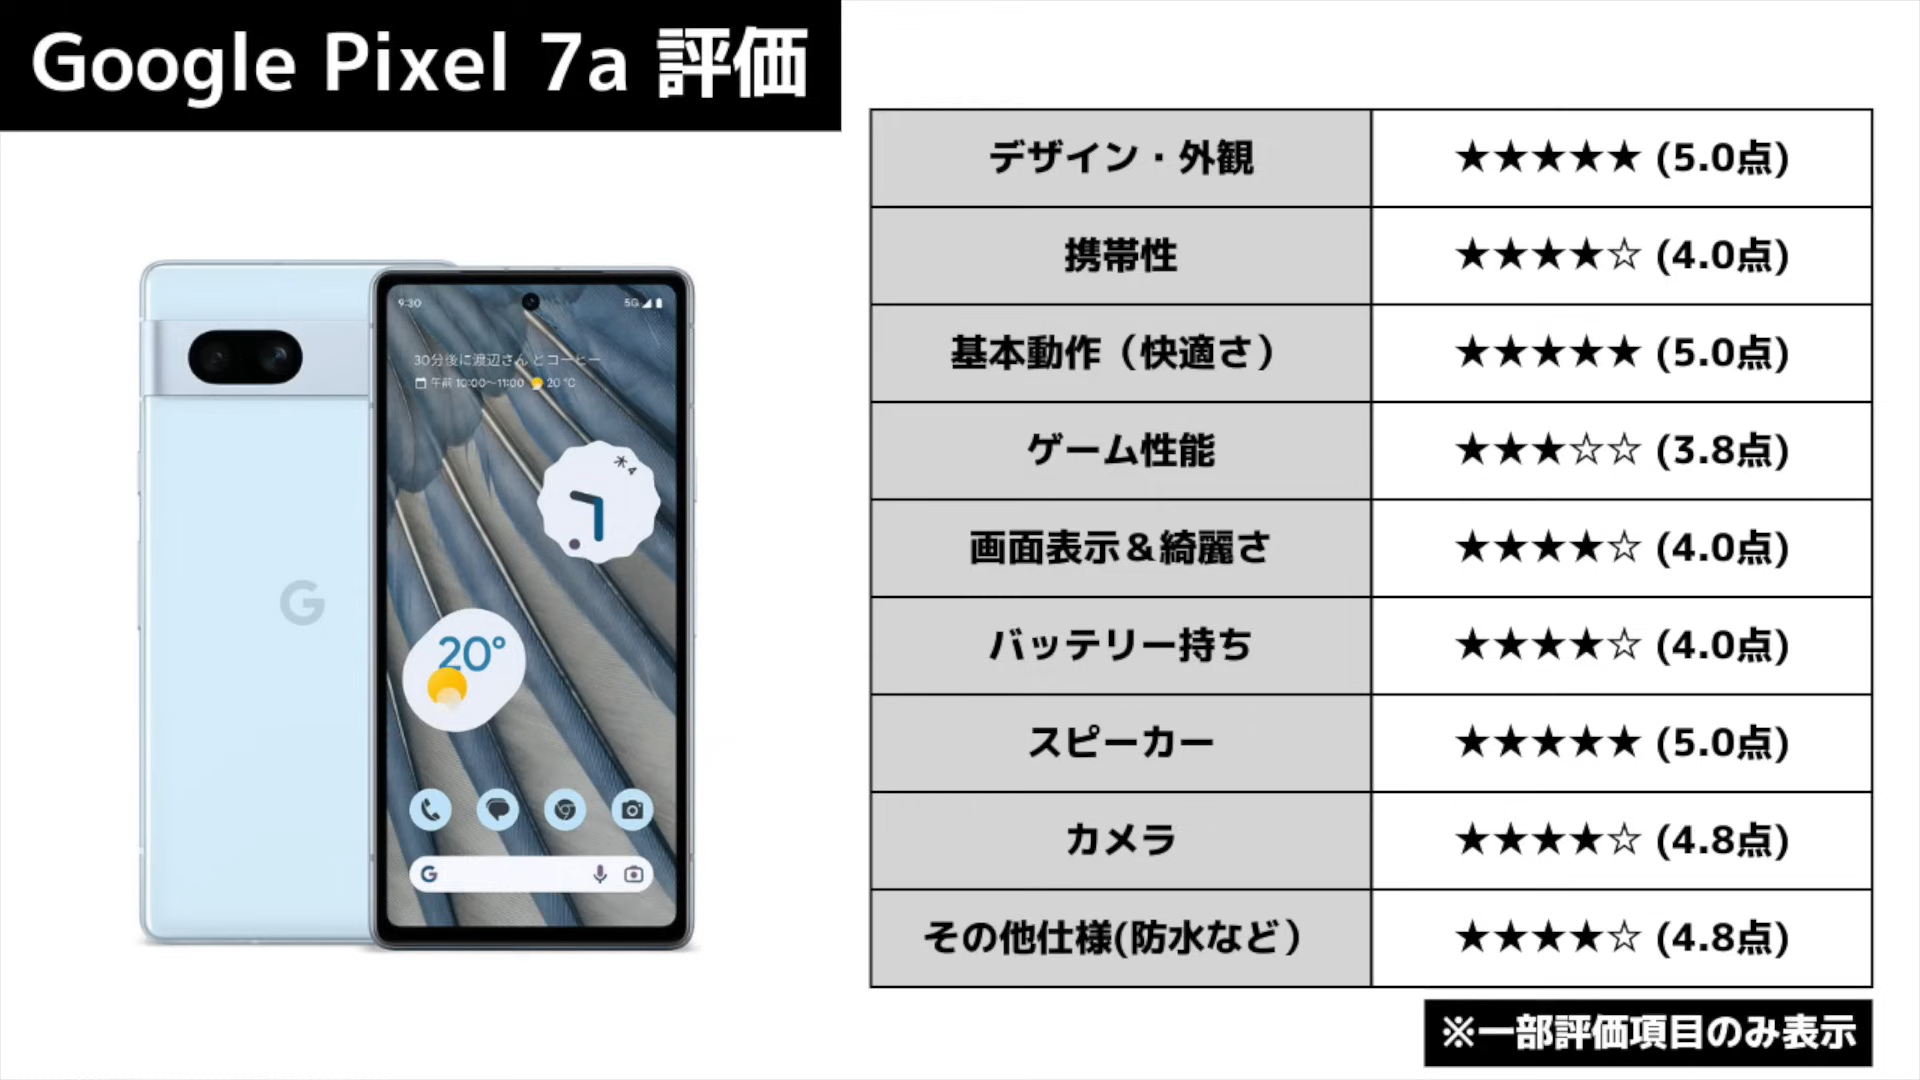 Google Pixel 7a 評価
デザイン・外観 ★★★★★ (5.0点)
携帯性 ★★★★☆ (4.0点)
基本動作（快適さ） ★★★★★ (5.0点)
ゲーム性能 ★★★☆☆ (3.8点)
画面表示＆綺麗さ ★★★★☆ (4.0点)
バッテリー持ち ★★★★☆ (4.0点)
スピーカー ★★★★★ (5.0点)
カメラ ★★★★☆ (4.8点)
その他仕様(防水など） ★★★★☆ (4.8点)
※一部評価項目のみ表示
9:30 5G
30分後に渡辺さん とコーヒー
午前 10:00〜11:00 20°C
4
20°
G
G